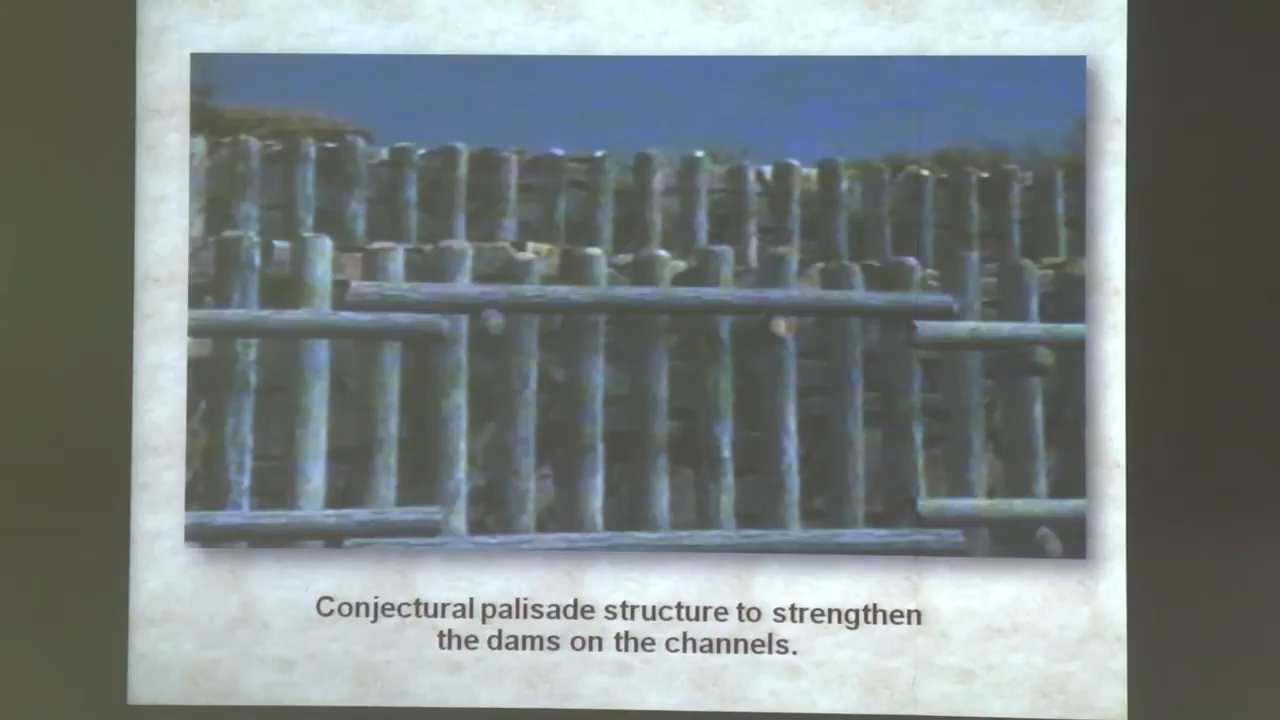 Conjectural palisade structure to strengthen
the dams on the channels.